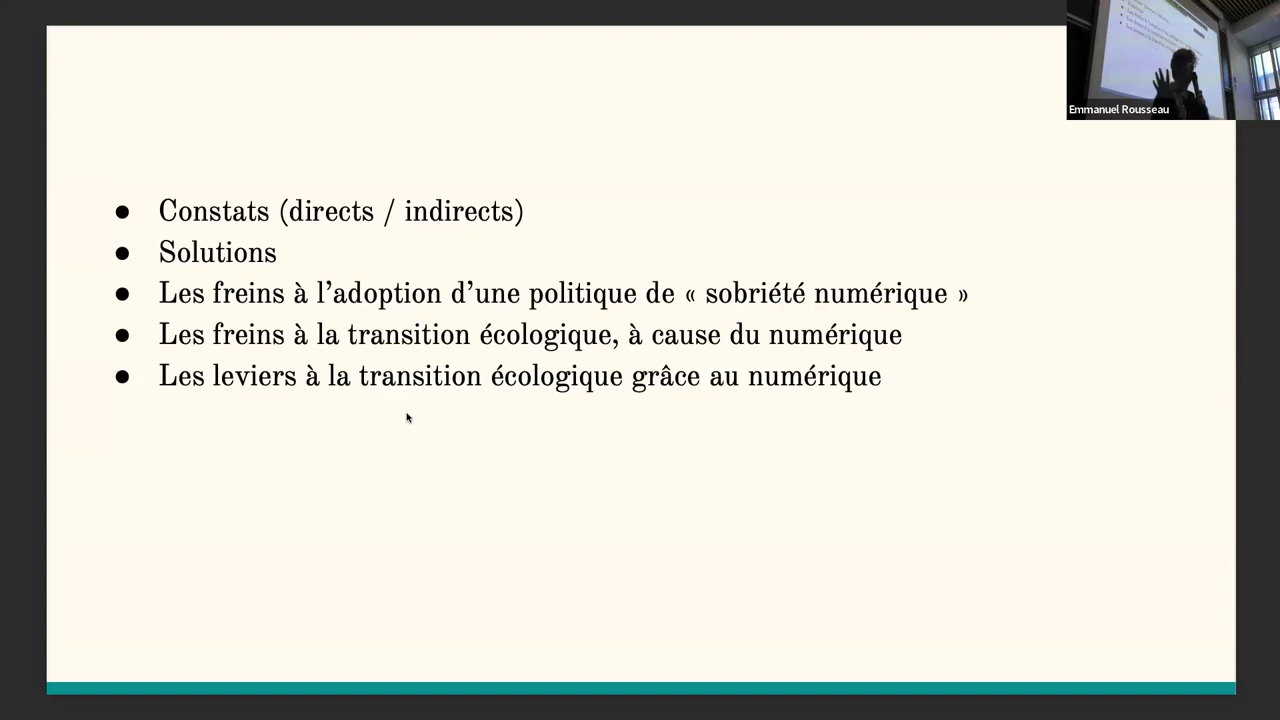 Emmanuel Rousseau
● Constats (directs / indirects)
● Solutions
● Les freins à l’adoption d’une politique de « sobriété numérique »
● Les freins à la transition écologique, à cause du numérique
● Les leviers à la transition écologique grâce au numérique